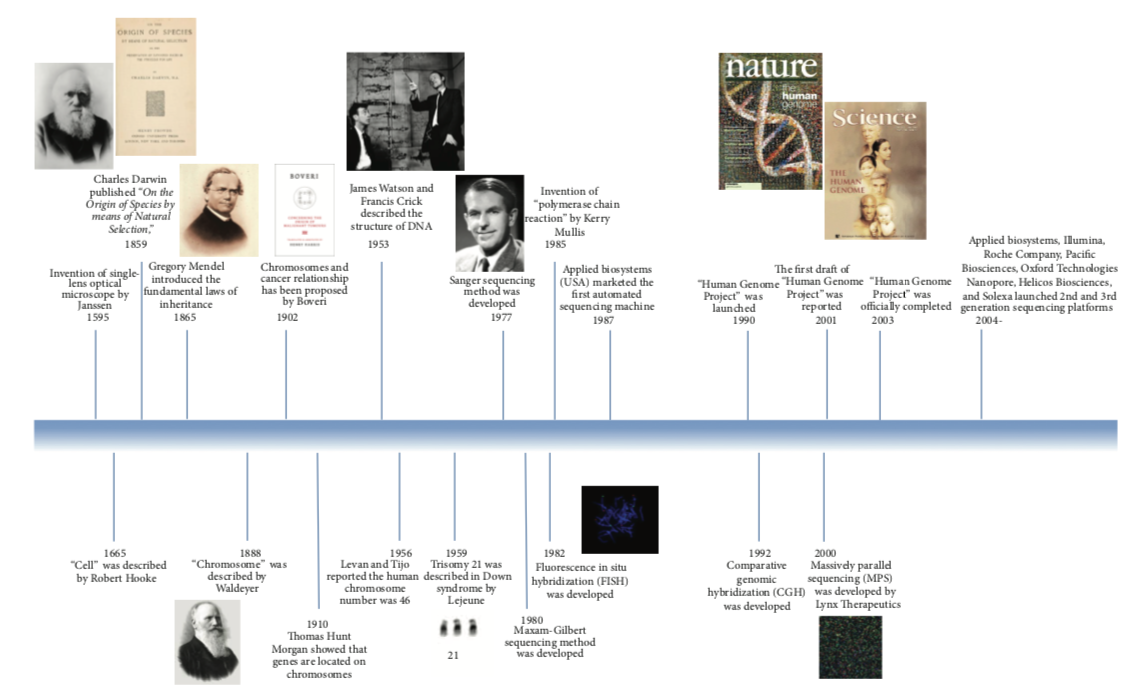 ON THE
ORIGIN OF SPECIES
Charles Darwin
published “On the
Origin of Species by
means of Natural
Selection,”
1859
Invention of single-
lens optical
microscope by
Janssen
1595
Gregory Mendel
introduced the
fundamental laws of
inheritance
1865
BOVERI
Chromosomes and
cancer relationship
has been proposed
by Boveri
1902
James Watson and
Francis Crick
described the
structure of DNA
1953
Sanger sequencing
method was
developed
1977
Invention of
“polymerase chain
reaction” by Kerry
Mullis
1985
Applied biosystems
(USA) marketed the
first automated
sequencing machine
1987
nature
the
human
genome
Science
THE
HUMAN
GENOME
“Human Genome
Project” was
launched
1990
The first draft of
“Human Genome
Project” was
reported
2001
“Human Genome
Project” was
officially completed
2003
Applied biosystems, Illumina,
Roche Company, Pacific
Biosciences, Oxford Technologies
Nanopore, Helicos Biosciences,
and Solexa launched 2nd and 3rd
generation sequencing platforms
2004-
1665
“Cell” was described
by Robert Hooke
1888
“Chromosome” was
described by
Waldeyer
1910
Thomas Hunt
Morgan showed that
genes are located on
chromosomes
1956
Levan and Tijo
reported the human
chromosome
number was 46
1959
Trisomy 21 was
described in Down
syndrome by
Lejeune
21
1980
Maxam-Gilbert
sequencing method
was developed
1982
Fluorescence in situ
hybridization (FISH)
was developed
1992
Comparative
genomic
hybridization (CGH)
was developed
2000
Massively parallel
sequencing (MPS)
was developed by
Lynx Therapeutics